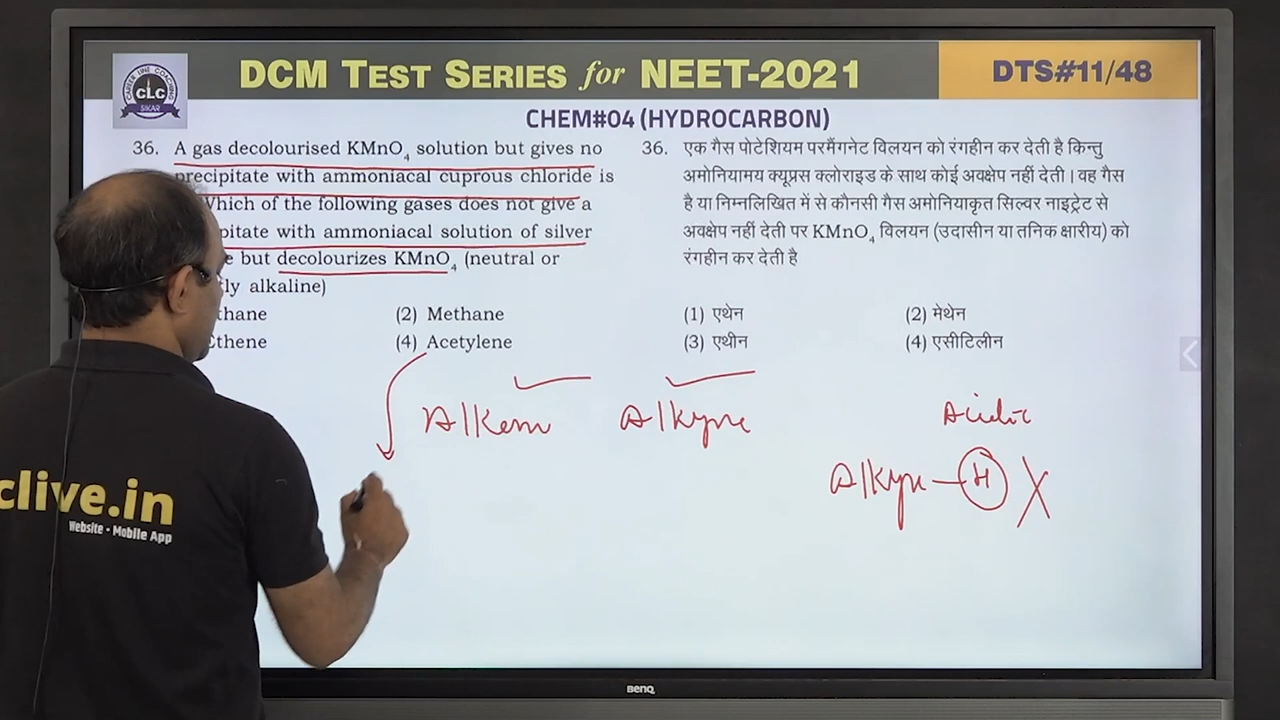 DCM TEST SERIES for NEET-2021
DTS#11/48
CLC
SIKAR
CHEM#04 (HYDROCARBON)
36. A gas decolourised KMnO₄ solution but gives no
precipitate with ammoniacal cuprous chloride is
Which of the following gases does not give a
pitate with ammoniacal solution of silver
e but decolourizes KMnO₄ (neutral or
ly alkaline)
thane
(2) Methane
thene
(4) Acetylene
36. एक गैस पोटेशियम परमैंगनेट विलयन को रंगहीन कर देती है किन्तु
अमोनियामय क्यूप्रस क्लोराइड के साथ कोई अवक्षेप नहीं देती। वह गैस
है या निम्नलिखित में से कौनसी गैस अमोनियाकृत सिल्वर नाइट्रेट से
अवक्षेप नहीं देती पर KMnO₄ विलयन (उदासीन या तनिक क्षारीय) को
रंगहीन कर देती है
(1) एथेन
(2) मेथेन
(3) एथीन
(4) एसीटिलीन
Alkene Alkyne
Acidic
Alkyne-H X
clive.in
Website • Mobile App
BenQ